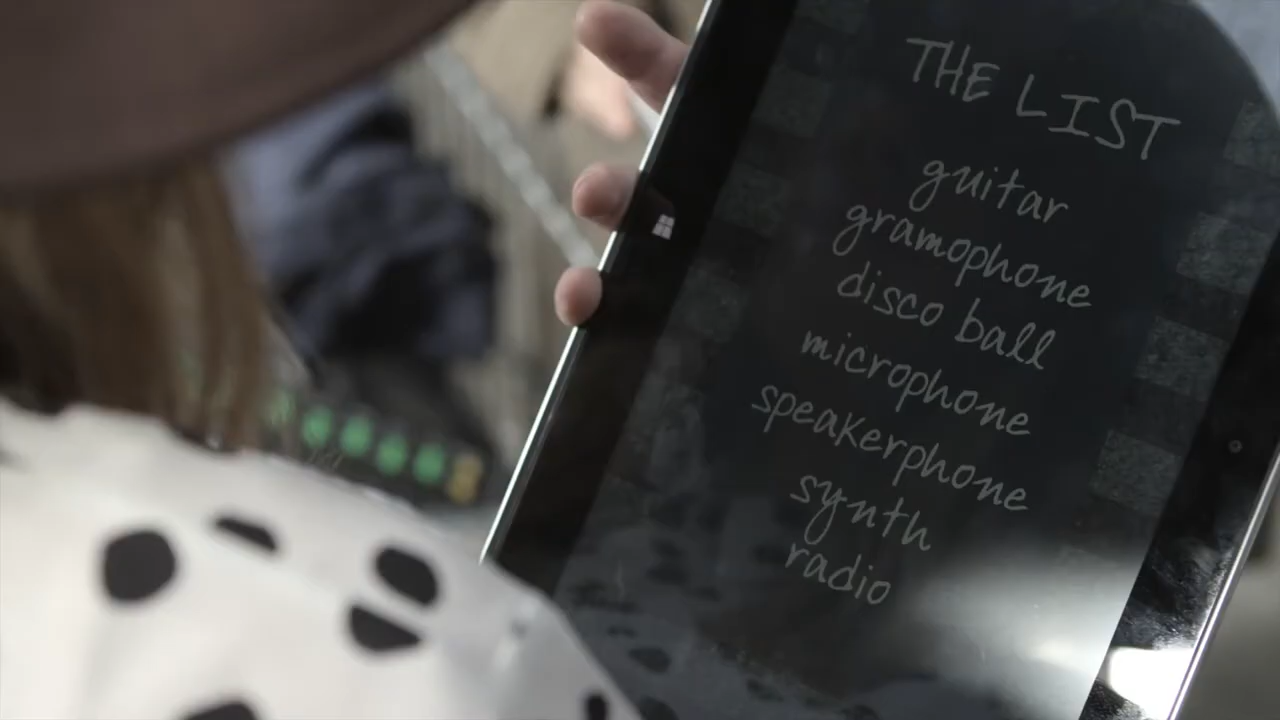 THE LIST
guitar
gramophone
disco ball
microphone
speakerphone
synth
radio